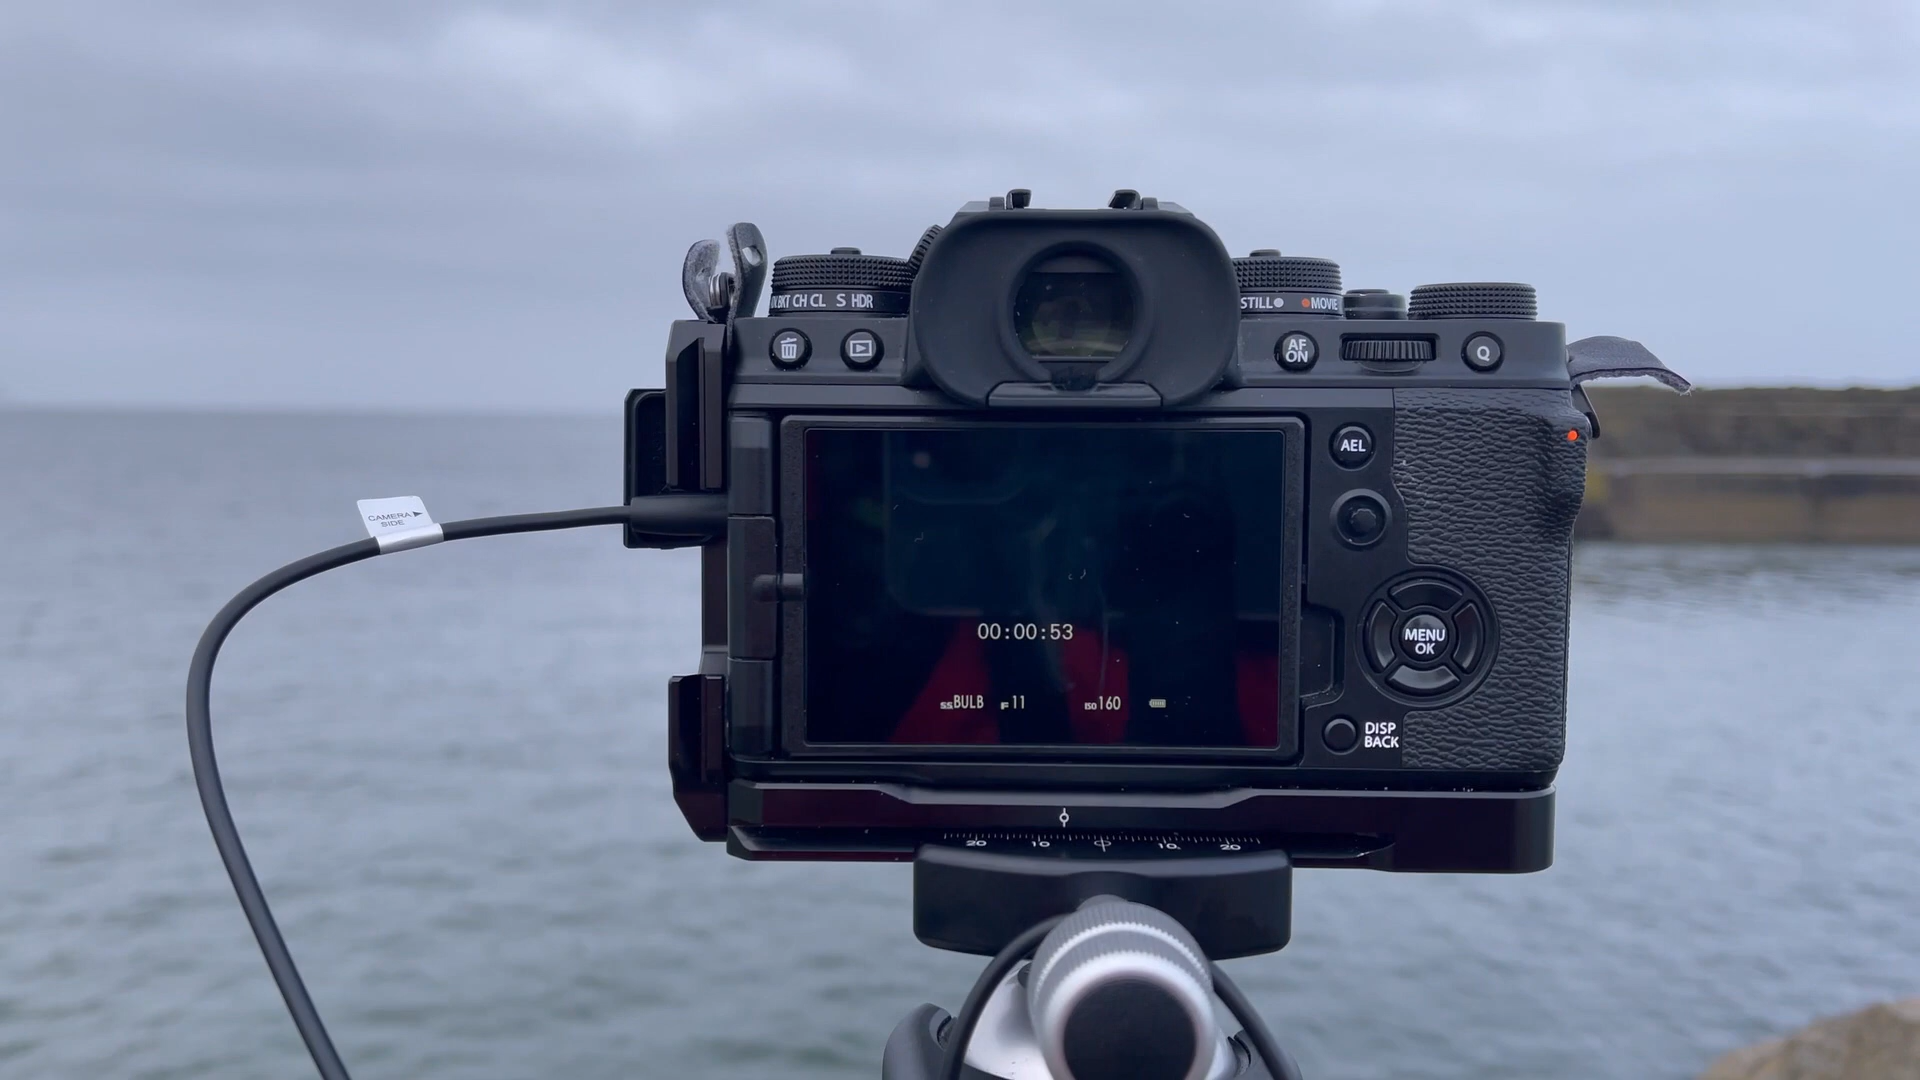 BKT CH CL S HDR
STILL MOVIE
AF
ON
Q
AEL
CAMERA
SIDE
00:00:53
MENU
OK
SS BULB F 11 ISO 160
DISP
BACK
20 10 10 20